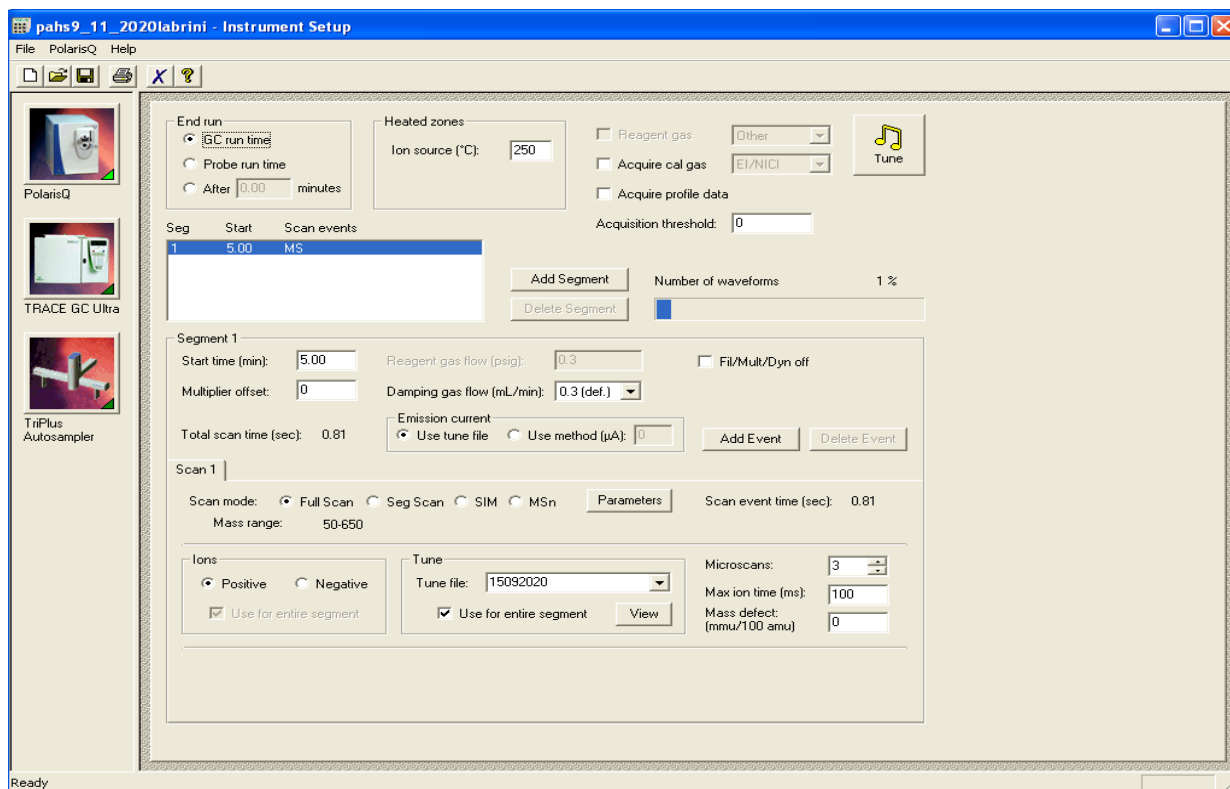 pahs9_11_2020labrini - Instrument Setup
File PolarisQ Help
PolarisQ
TRACE GC Ultra
TriPlus
Autosampler
End run
GC run time
Probe run time
After 0.00 minutes
Heated zones
Ion source (°C): 250
Reagent gas Other
Acquire cal gas EI/NICI
Acquire profile data
Acquisition threshold: 0
Tune
Seg Start Scan events
1 5.00 MS
Add Segment
Delete Segment
Number of waveforms 1 %
Segment 1
Start time (min): 5.00
Reagent gas flow (psig): 0.3
Fil/Mult/Dyn off
Multiplier offset: 0
Damping gas flow (mL/min): 0.3 (def.)
Total scan time (sec): 0.81
Emission current
Use tune file Use method (µA): 0
Add Event Delete Event
Scan 1
Scan mode: Full Scan Seg Scan SIM MSn Parameters Scan event time (sec): 0.81
Mass range: 50-650
Ions
Positive Negative
Use for entire segment
Tune
Tune file: 15092020
Use for entire segment View
Microscans: 3
Max ion time (ms): 100
Mass defect: 0
(mmu/100 amu)
Ready